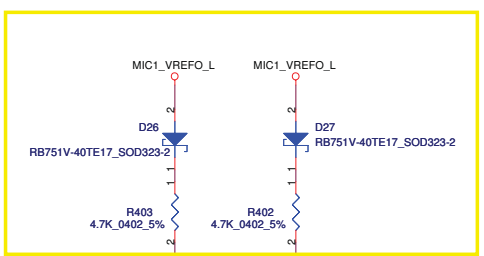 MIC1_VREFO_L MIC1_VREFO_L
2 2
D26 D27
RB751V-40TE17_SOD323-2 RB751V-40TE17_SOD323-2
1 1
1 1
R403 R402
4.7K_0402_5% 4.7K_0402_5%
2 2